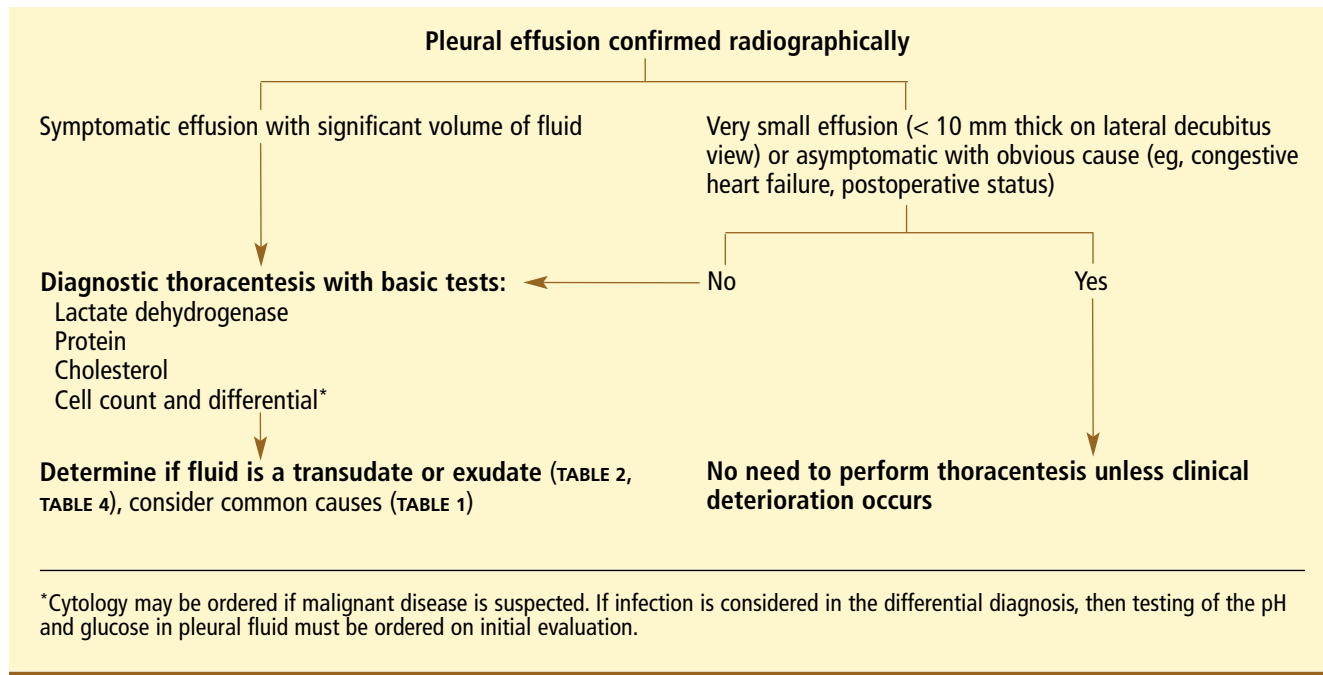 Pleural effusion confirmed radiographically
Symptomatic effusion with significant volume of fluid
Very small effusion (< 10 mm thick on lateral decubitus
view) or asymptomatic with obvious cause (eg, congestive
heart failure, postoperative status)
No
Yes
Diagnostic thoracentesis with basic tests:
Lactate dehydrogenase
Protein
Cholesterol
Cell count and differential*
Determine if fluid is a transudate or exudate (TABLE 2,
TABLE 4), consider common causes (TABLE 1)
No need to perform thoracentesis unless clinical
deterioration occurs
*Cytology may be ordered if malignant disease is suspected. If infection is considered in the differential diagnosis, then testing of the pH
and glucose in pleural fluid must be ordered on initial evaluation.